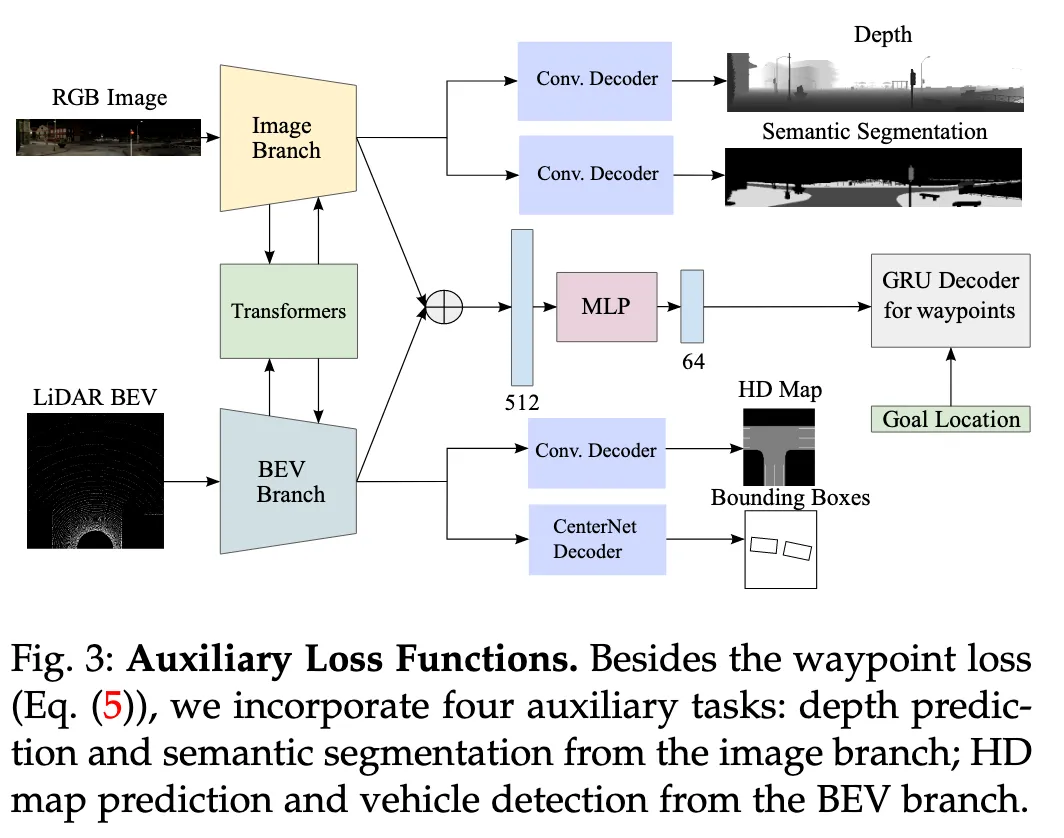 Depth
RGB Image
Conv. Decoder
Image
Branch
Semantic Segmentation
Conv. Decoder
Transformers
MLP
GRU Decoder
for waypoints
64
512
LiDAR BEV
HD Map
Goal Location
BEV
Branch
Conv. Decoder
Bounding Boxes
CenterNet
Decoder
Fig. 3: Auxiliary Loss Functions. Besides the waypoint loss
(Eq. (5)), we incorporate four auxiliary tasks: depth predic-
tion and semantic segmentation from the image branch; HD
map prediction and vehicle detection from the BEV branch.